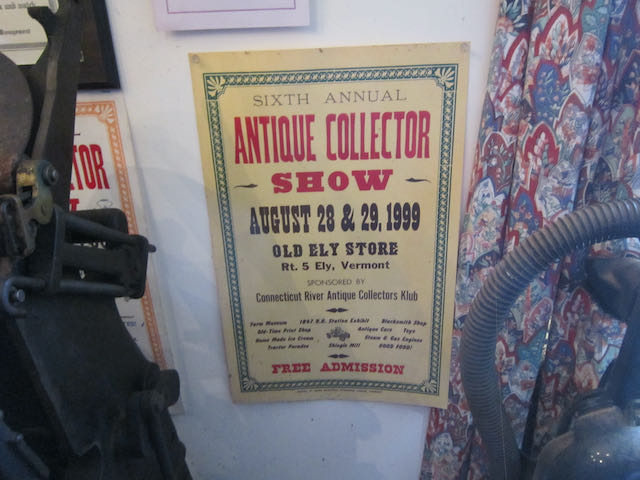 SIXTH ANNUAL
ANTIQUE COLLECTOR
SHOW
AUGUST 28 & 29, 1999
OLD ELY STORE
Rt. 5 Ely, Vermont
SPONSORED BY
Connecticut River Antique Collectors Klub
Farm Museum 1847 R.R. Station Exhibit Blacksmith Shop
Old-Time Print Shop Antique Cars Toys
Home Made Ice Cream Steam & Gas Engines
Tractor Parades Shingle Mill GOOD FOOD!
FREE ADMISSION
TOR